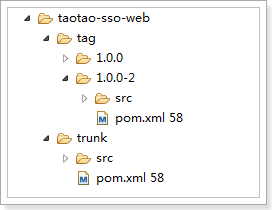 taotao-sso-web
tag
1.0.0
1.0.0-2
src
pom.xml 58
trunk
src
pom.xml 58